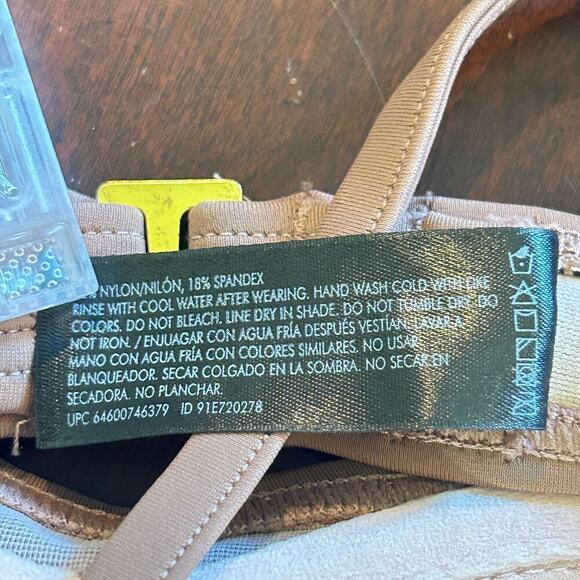 NYLON/NILÓN, 18% SPANDEX
RINSE WITH COOL WATER AFTER WEARING. HAND WASH COLD WITH LIKE
COLORS. DO NOT BLEACH. LINE DRY IN SHADE. DO NOT TUMBLE DRY. DO
NOT IRON. / ENJUAGAR CON AGUA FRÍA DESPUÉS VESTIAN. LAVAR A
MANO CON AGUA FRÍA CON COLORES SIMILARES. NO USAR
BLANQUEADOR. SECAR COLGADO EN LA SOMBRA. NO SECAR EN
SECADORA. NO PLANCHAR.
UPC 64600746379 ID 91E720278